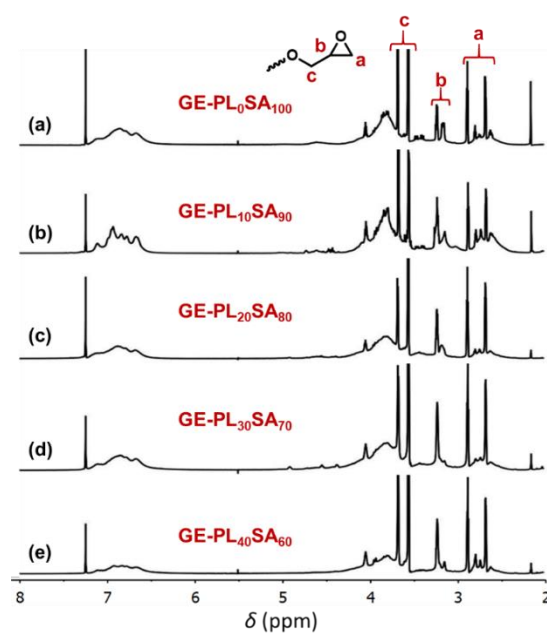 c
a
b
O
O
b
a
c
GE-PL₀SA₁₀₀
(a)
GE-PL₁₀SA₉₀
(b)
GE-PL₂₀SA₈₀
(c)
GE-PL₃₀SA₇₀
(d)
GE-PL₄₀SA₆₀
(e)
8 7 6 5 4 3 2
δ (ppm)